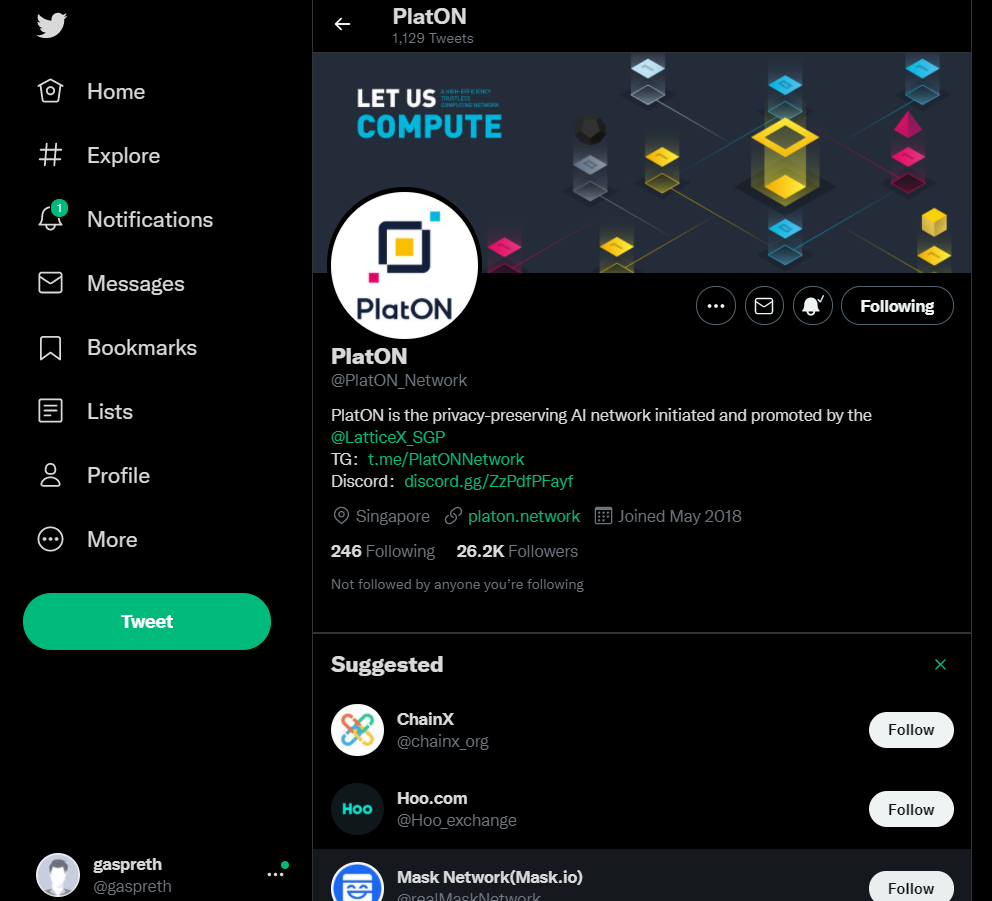 Home
Explore
1
Notifications
Messages
Bookmarks
Lists
Profile
More
Tweet
gaspreth
@gaspreth
PlatON
1,129 Tweets
LET US
A HIGH-EFFICIENCY
TRUSTLESS
COMPUTING NETWORK
COMPUTE
PlatON
Following
PlatON
@PlatON_Network
PlatON is the privacy-preserving AI network initiated and promoted by the
@LatticeX_SGP
TG：t.me/PlatONNetwork
Discord：discord.gg/ZzPdfPFayf
Singapore platon.network Joined May 2018
246 Following 26.2K Followers
Not followed by anyone you’re following
Suggested
ChainX
@chainx_org
Follow
Hoo
Hoo.com
@Hoo_exchange
Follow
Mask Network(Mask.io)
@realMaskNetwork
Follow